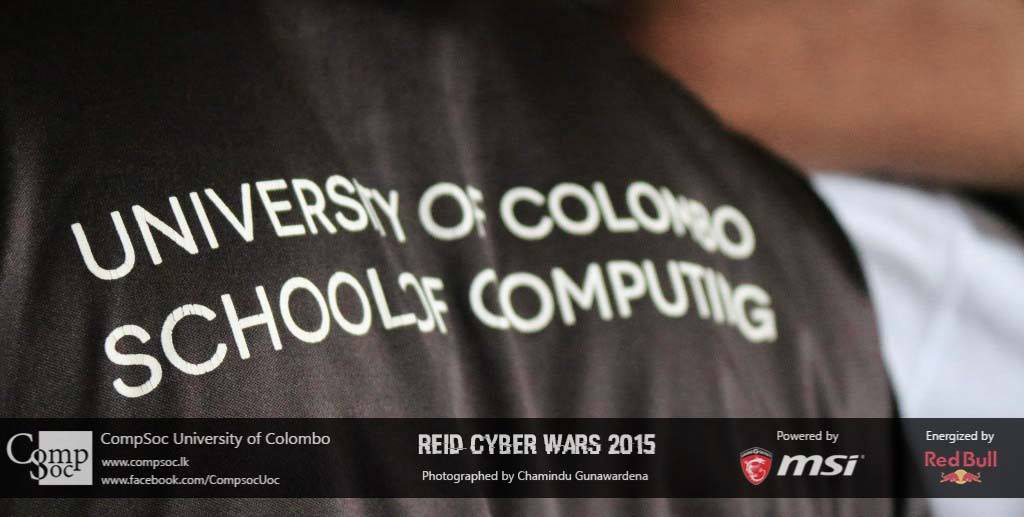 UNIVERSITY OF COLOMBO
SCHOOL OF COMPUTING
Comp
Soc
CompSoc University of Colombo
www.compsoc.lk
www.facebook.com/CompsocUoc
REID CYBER WARS 2015
Photographed by Chamindu Gunawardena
Powered by
msi
Energized by
Red Bull